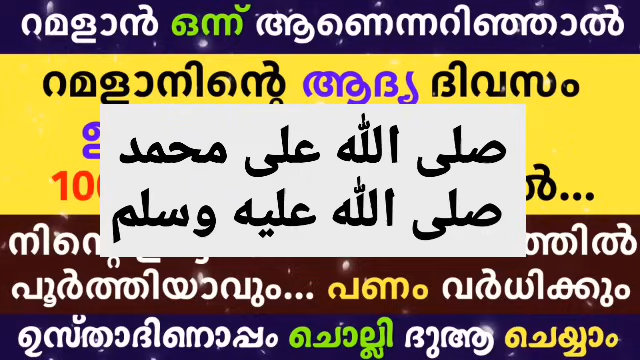 റമളാൻ ഒന്ന് ആണെന്നറിഞ്ഞാൽ
റമളാനിന്റെ ആദ്യ ദിവസം
صلى الله على محمد
صلى الله عليه وسلم
പൂർത്തിയാവും... പണം വർധിക്കും
ഉസ്താദിനൊപ്പം ചൊല്ലി ദുആ ചെയ്യാം